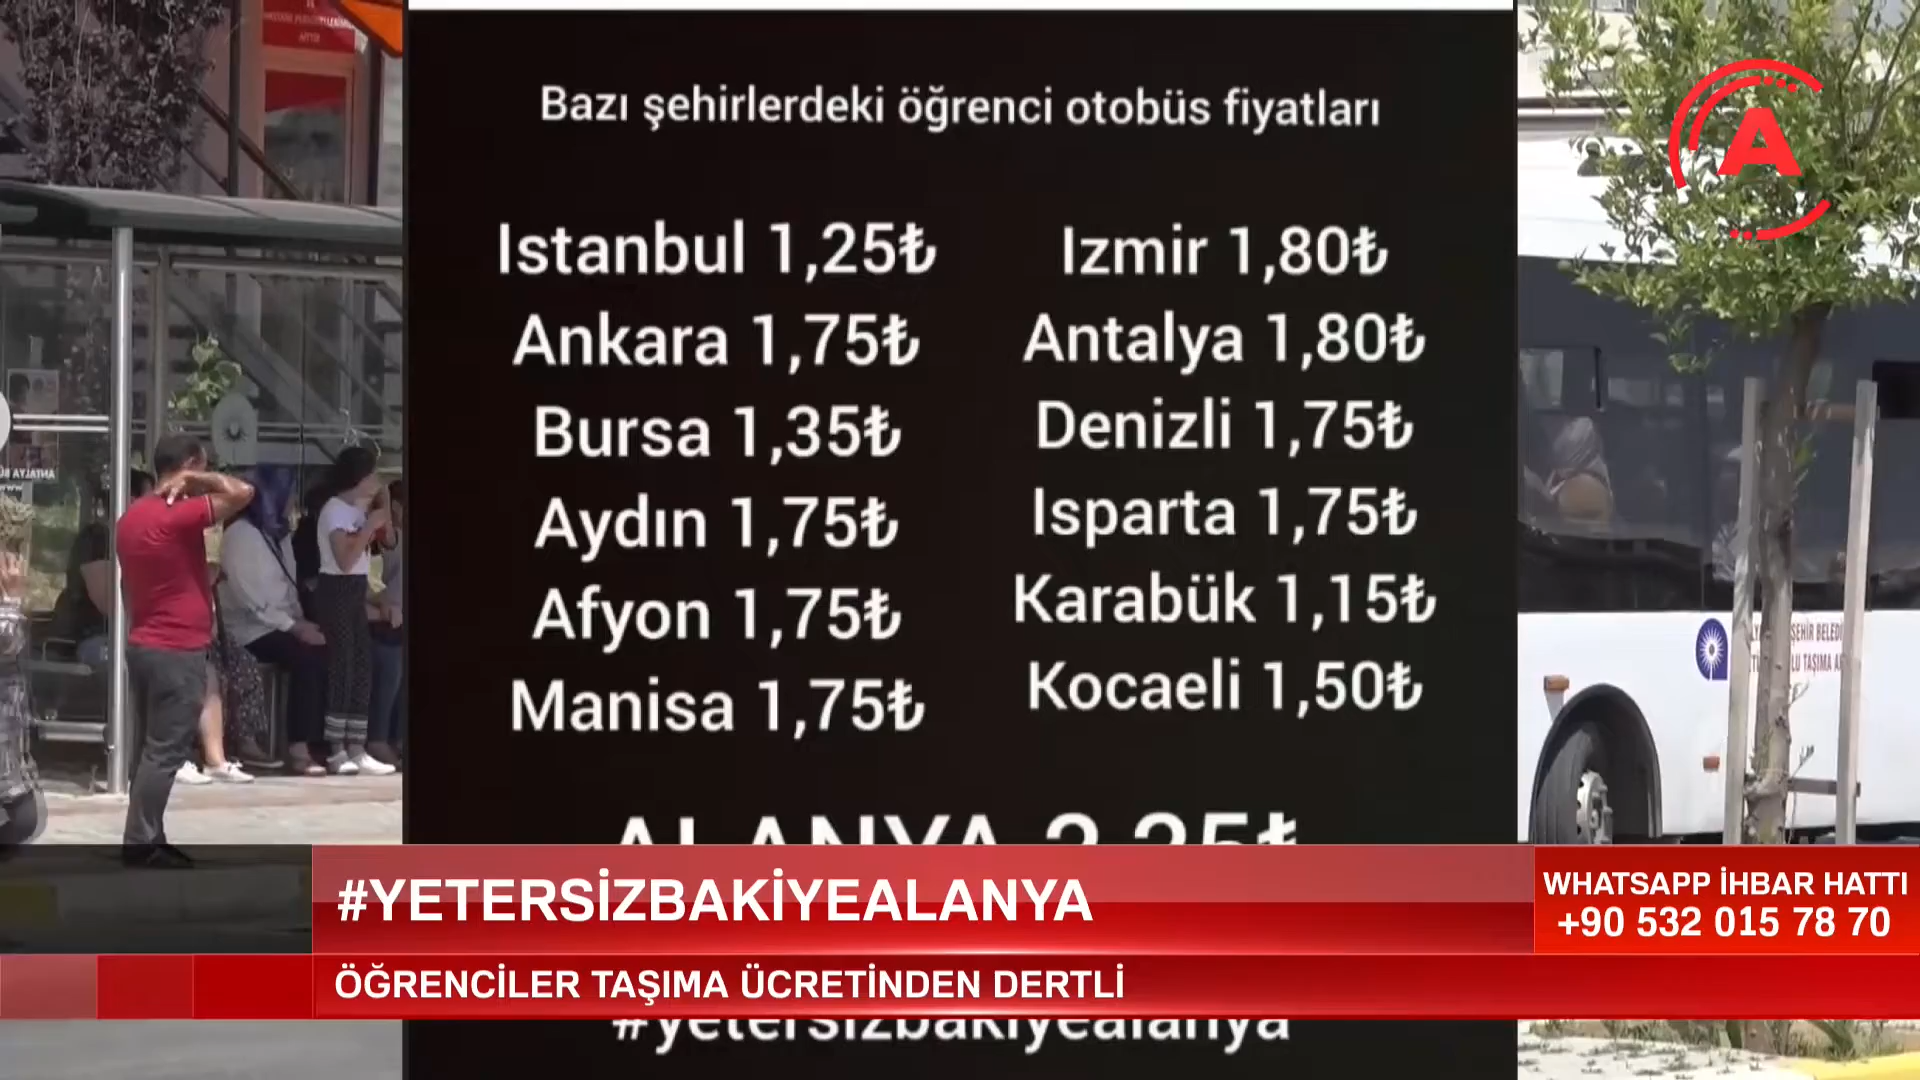 Bazı şehirlerdeki öğrenci otobüs fiyatları
Istanbul 1,25₺
Ankara 1,75₺
Bursa 1,35₺
Aydın 1,75₺
Afyon 1,75₺
Manisa 1,75₺
Izmir 1,80₺
Antalya 1,80₺
Denizli 1,75₺
Isparta 1,75₺
Karabük 1,15₺
Kocaeli 1,50₺
ALANYA
#YETERSİZBAKİYEALANYA
ÖĞRENCİLER TAŞIMA ÜCRETİNDEN DERTLİ
#yetersizbakiyealanya
WHATSAPP İHBAR HATTI
+90 532 015 78 70
A